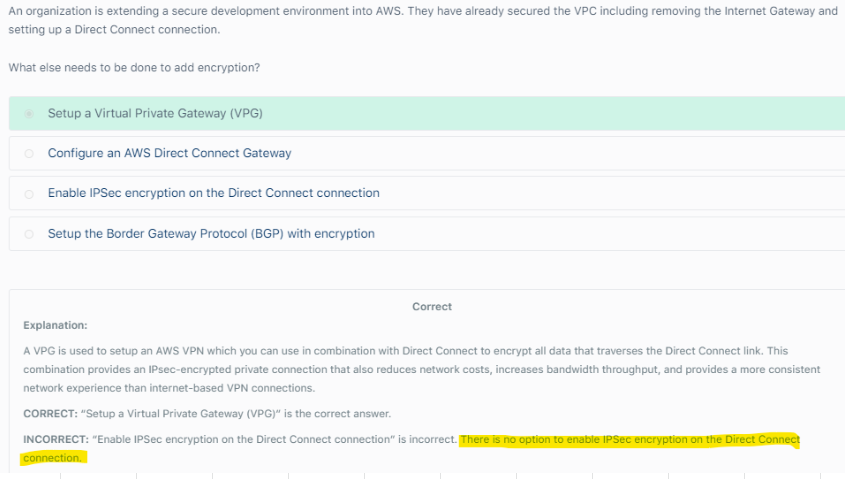 An organization is extending a secure development environment into AWS. They have already secured the VPC including removing the Internet Gateway and
setting up a Direct Connect connection.
What else needs to be done to add encryption?
Setup a Virtual Private Gateway (VPG)
Configure an AWS Direct Connect Gateway
Enable IPSec encryption on the Direct Connect connection
Setup the Border Gateway Protocol (BGP) with encryption
Correct
Explanation:
A VPG is used to setup an AWS VPN which you can use in combination with Direct Connect to encrypt all data that traverses the Direct Connect link. This
combination provides an IPsec-encrypted private connection that also reduces network costs, increases bandwidth throughput, and provides a more consistent
network experience than internet-based VPN connections.
CORRECT: "Setup a Virtual Private Gateway (VPG)" is the correct answer.
INCORRECT: "Enable IPSec encryption on the Direct Connect connection" is incorrect. There is no option to enable IPSec encryption on the Direct Connect
connection.